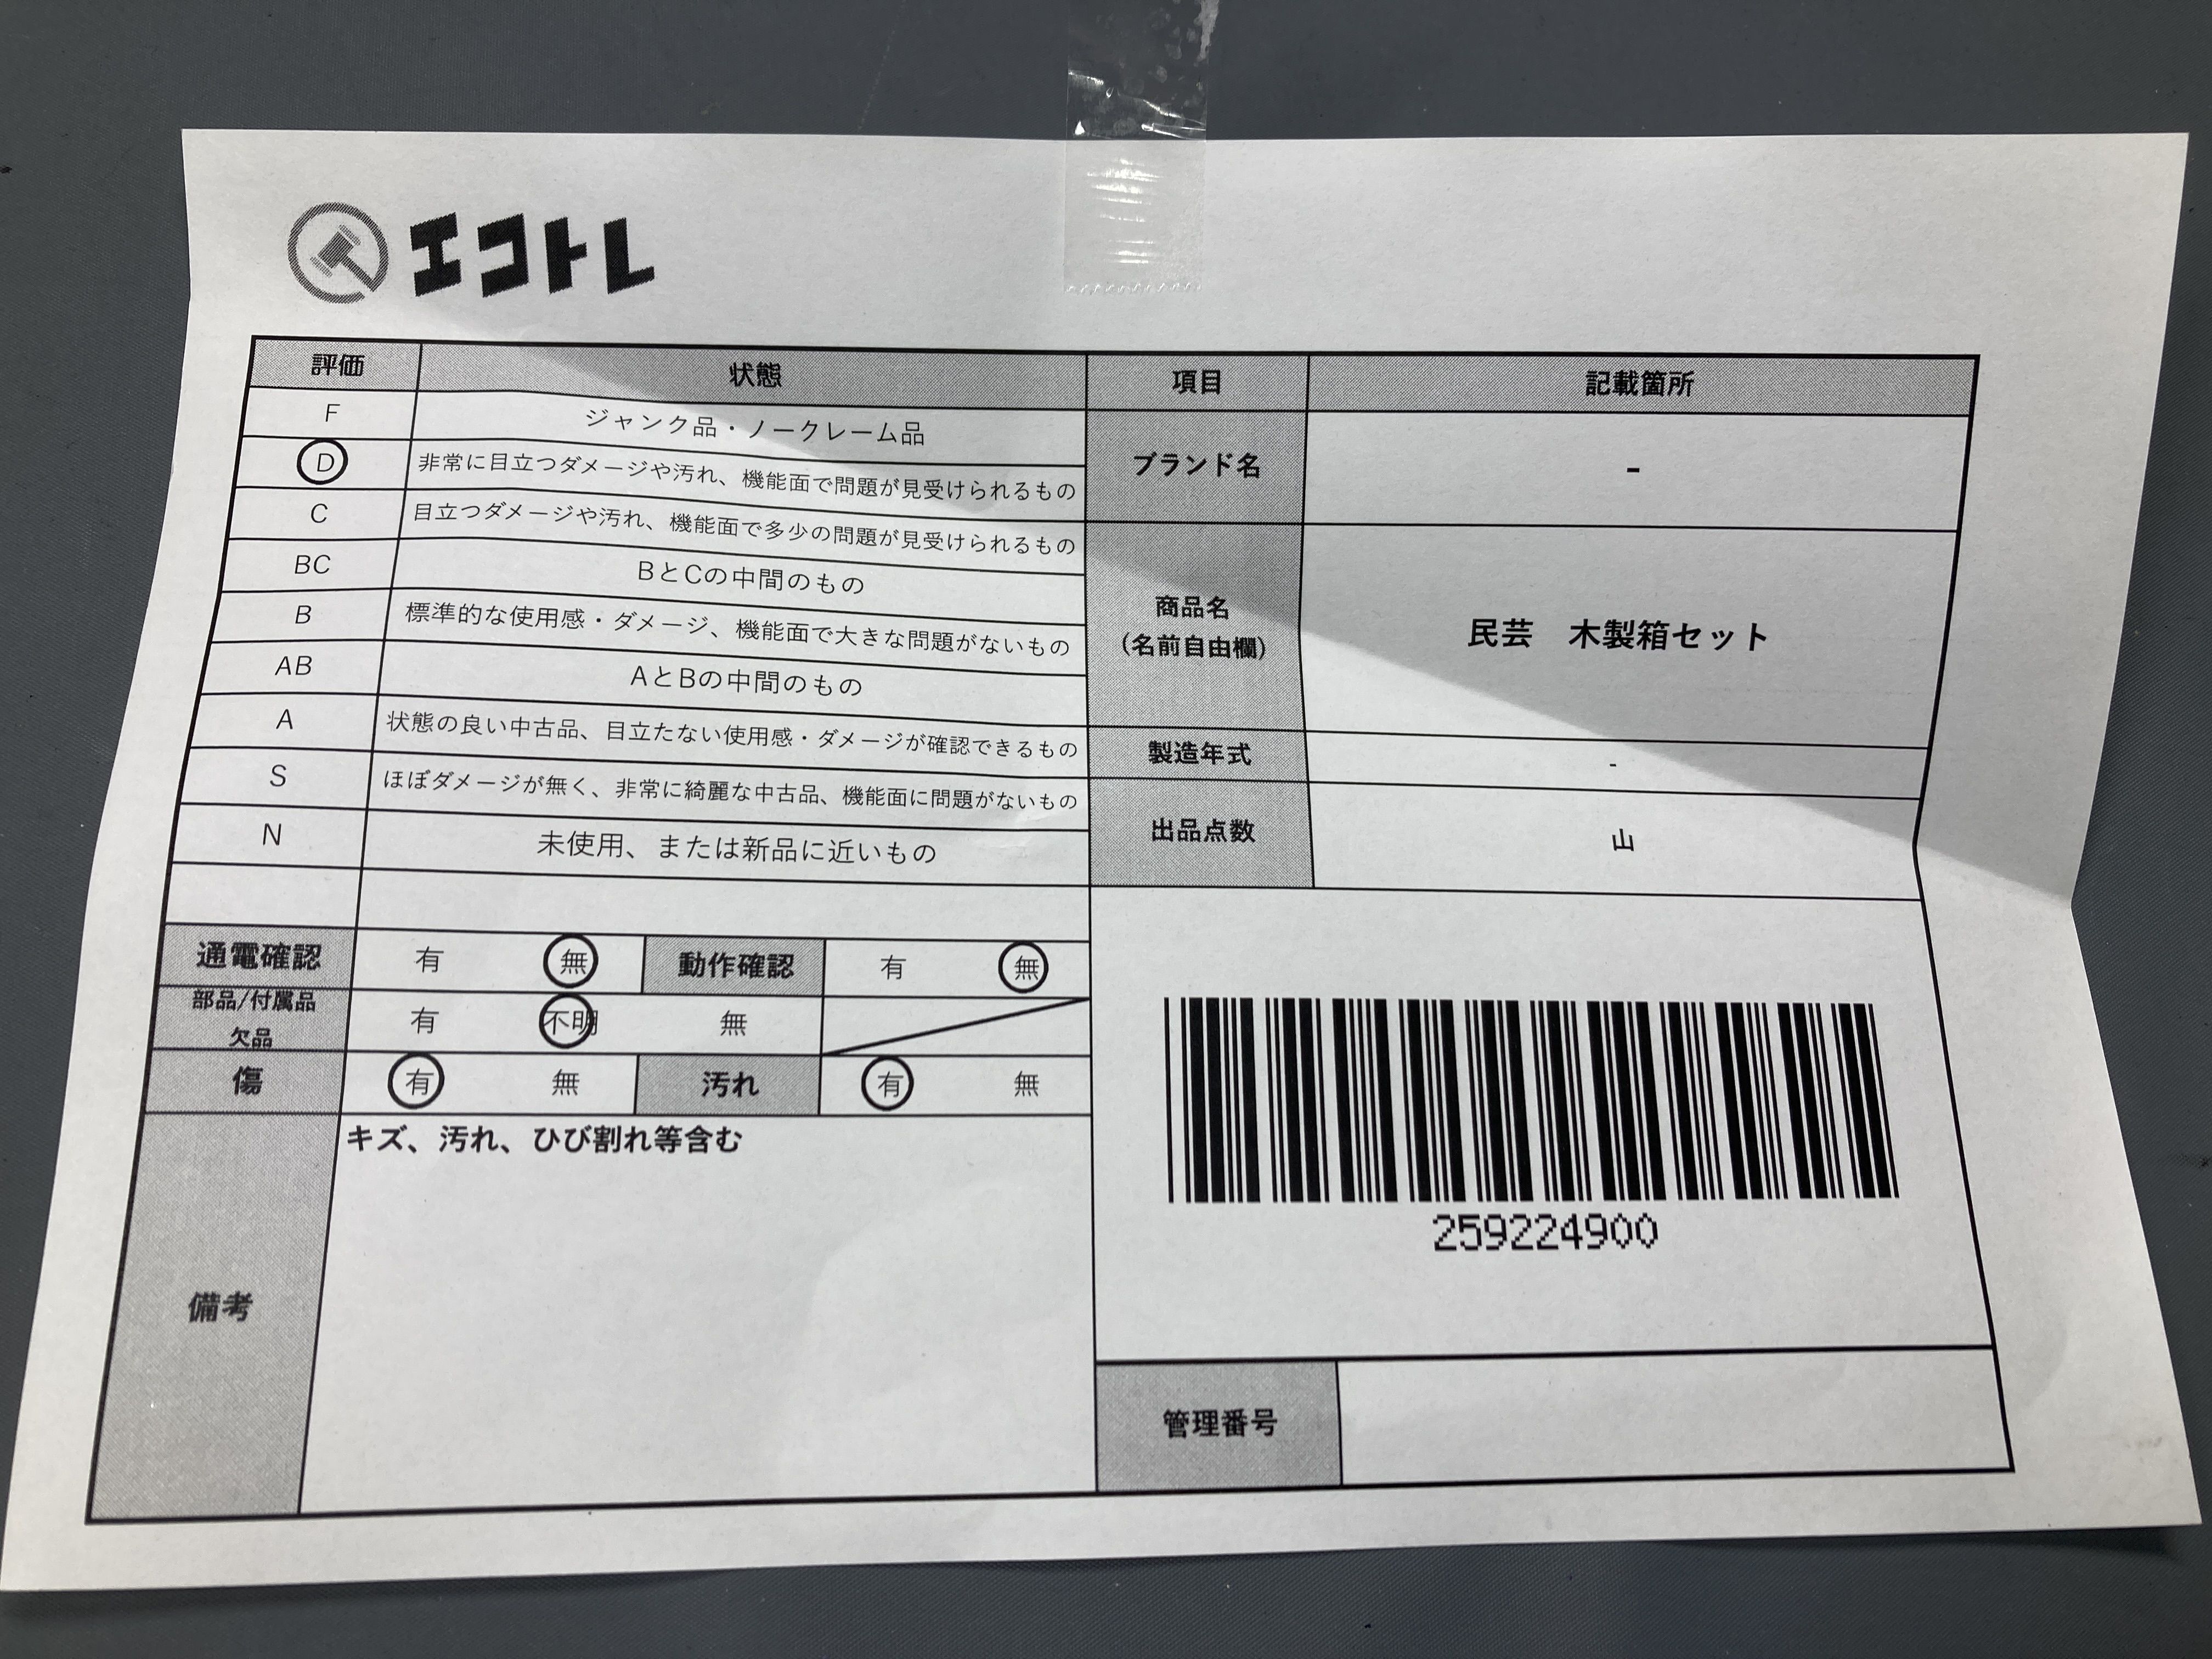 エコトレ
評価 状態
F ジャンク品・ノークレーム品
D 非常に目立つダメージや汚れ、機能面で問題が見受けられるもの
C 目立つダメージや汚れ、機能面で多少の問題が見受けられるもの
BC BとCの中間のもの
B 標準的な使用感・ダメージ、機能面で大きな問題がないもの
AB AとBの中間のもの
A 状態の良い中古品、目立たない使用感・ダメージが確認できるもの
S ほぼダメージが無く、非常に綺麗な中古品、機能面に問題がないもの
N 未使用、または新品に近いもの
通電確認 有 無 動作確認 有 無
部品/付属品
欠品 有 不明 無
傷 有 無 汚れ 有 無
備考 キズ、汚れ、ひび割れ等含む
項目 記載箇所
ブランド名 -
商品名
(名前自由欄) 民芸 木製箱セット
製造年式 -
出品点数 山
259224900
管理番号